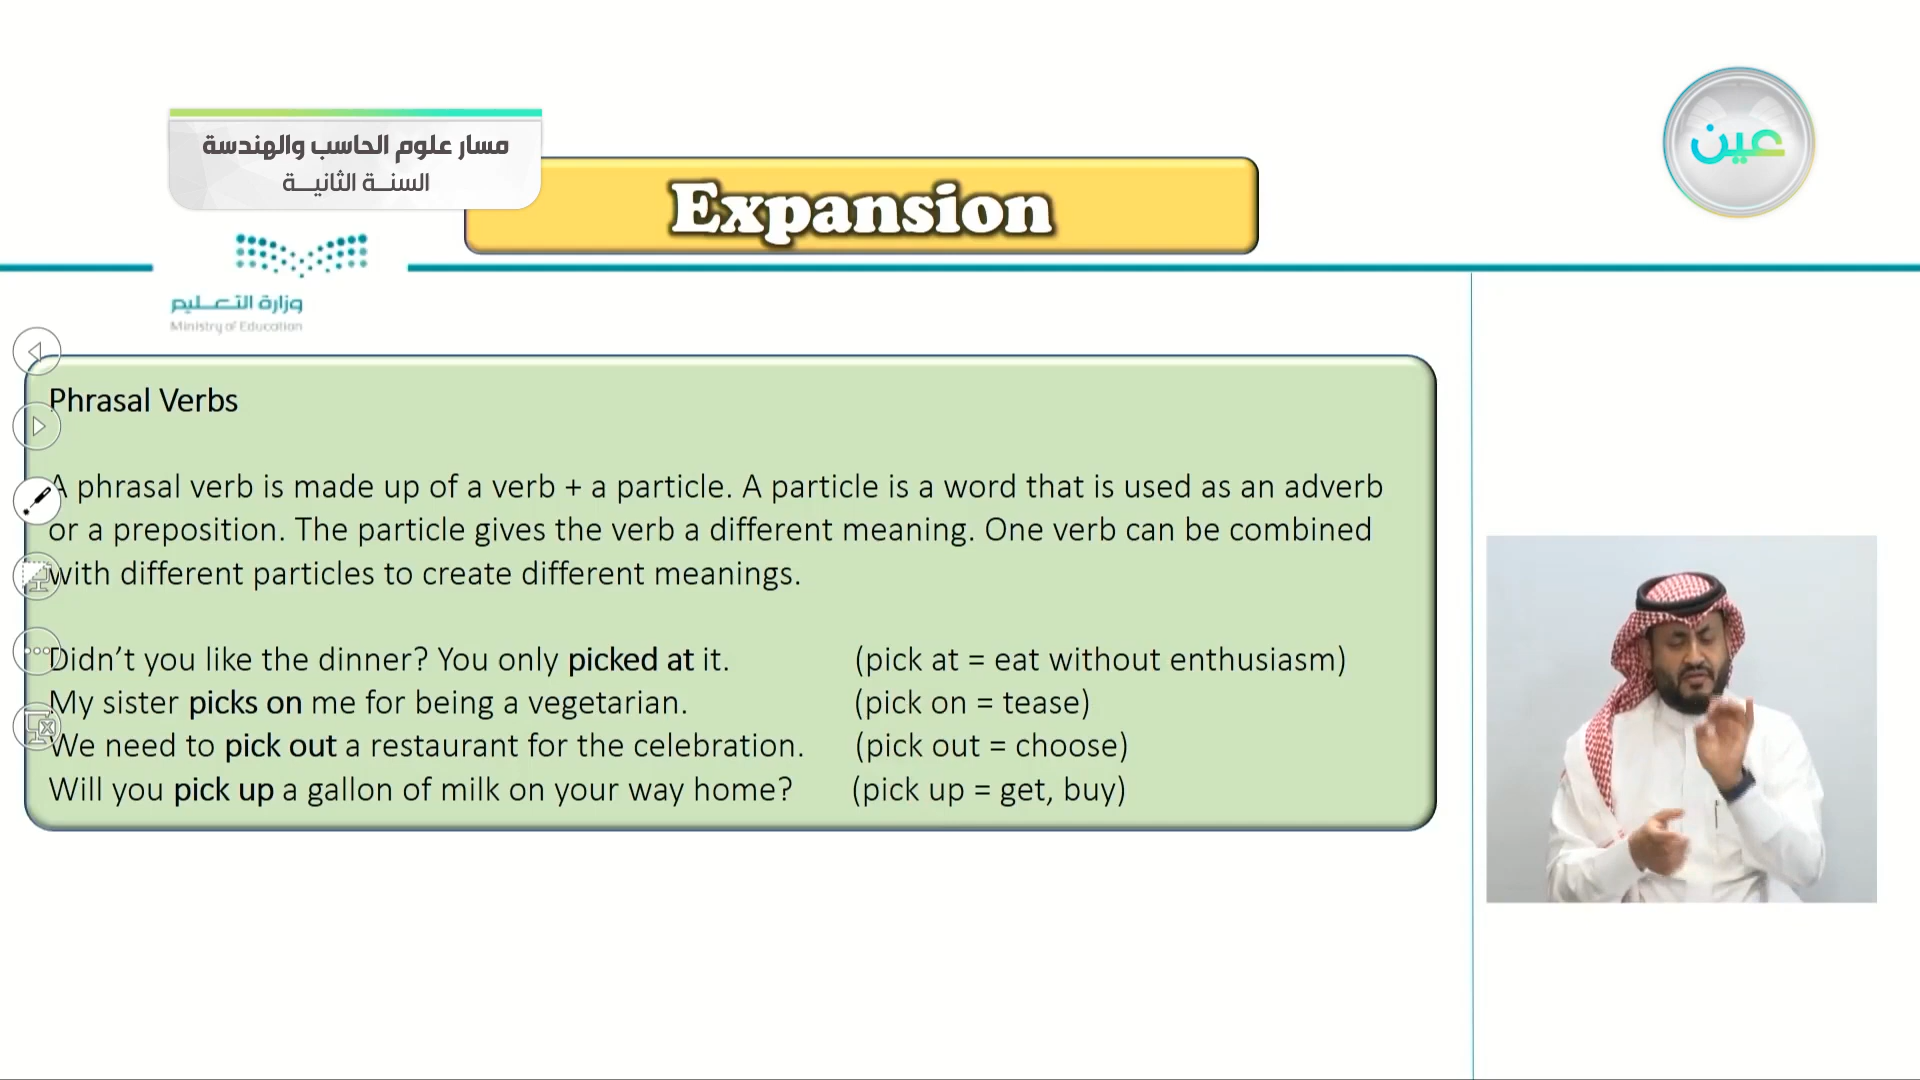 مسار علوم الحاسب والهندسة
السنة الثانية
عين
Expansion
وزارة التعليم
Ministry of Education
Phrasal Verbs
A phrasal verb is made up of a verb + a particle. A particle is a word that is used as an adverb
or a preposition. The particle gives the verb a different meaning. One verb can be combined
with different particles to create different meanings.
Didn’t you like the dinner? You only picked at it. (pick at = eat without enthusiasm)
My sister picks on me for being a vegetarian. (pick on = tease)
We need to pick out a restaurant for the celebration. (pick out = choose)
Will you pick up a gallon of milk on your way home? (pick up = get, buy)